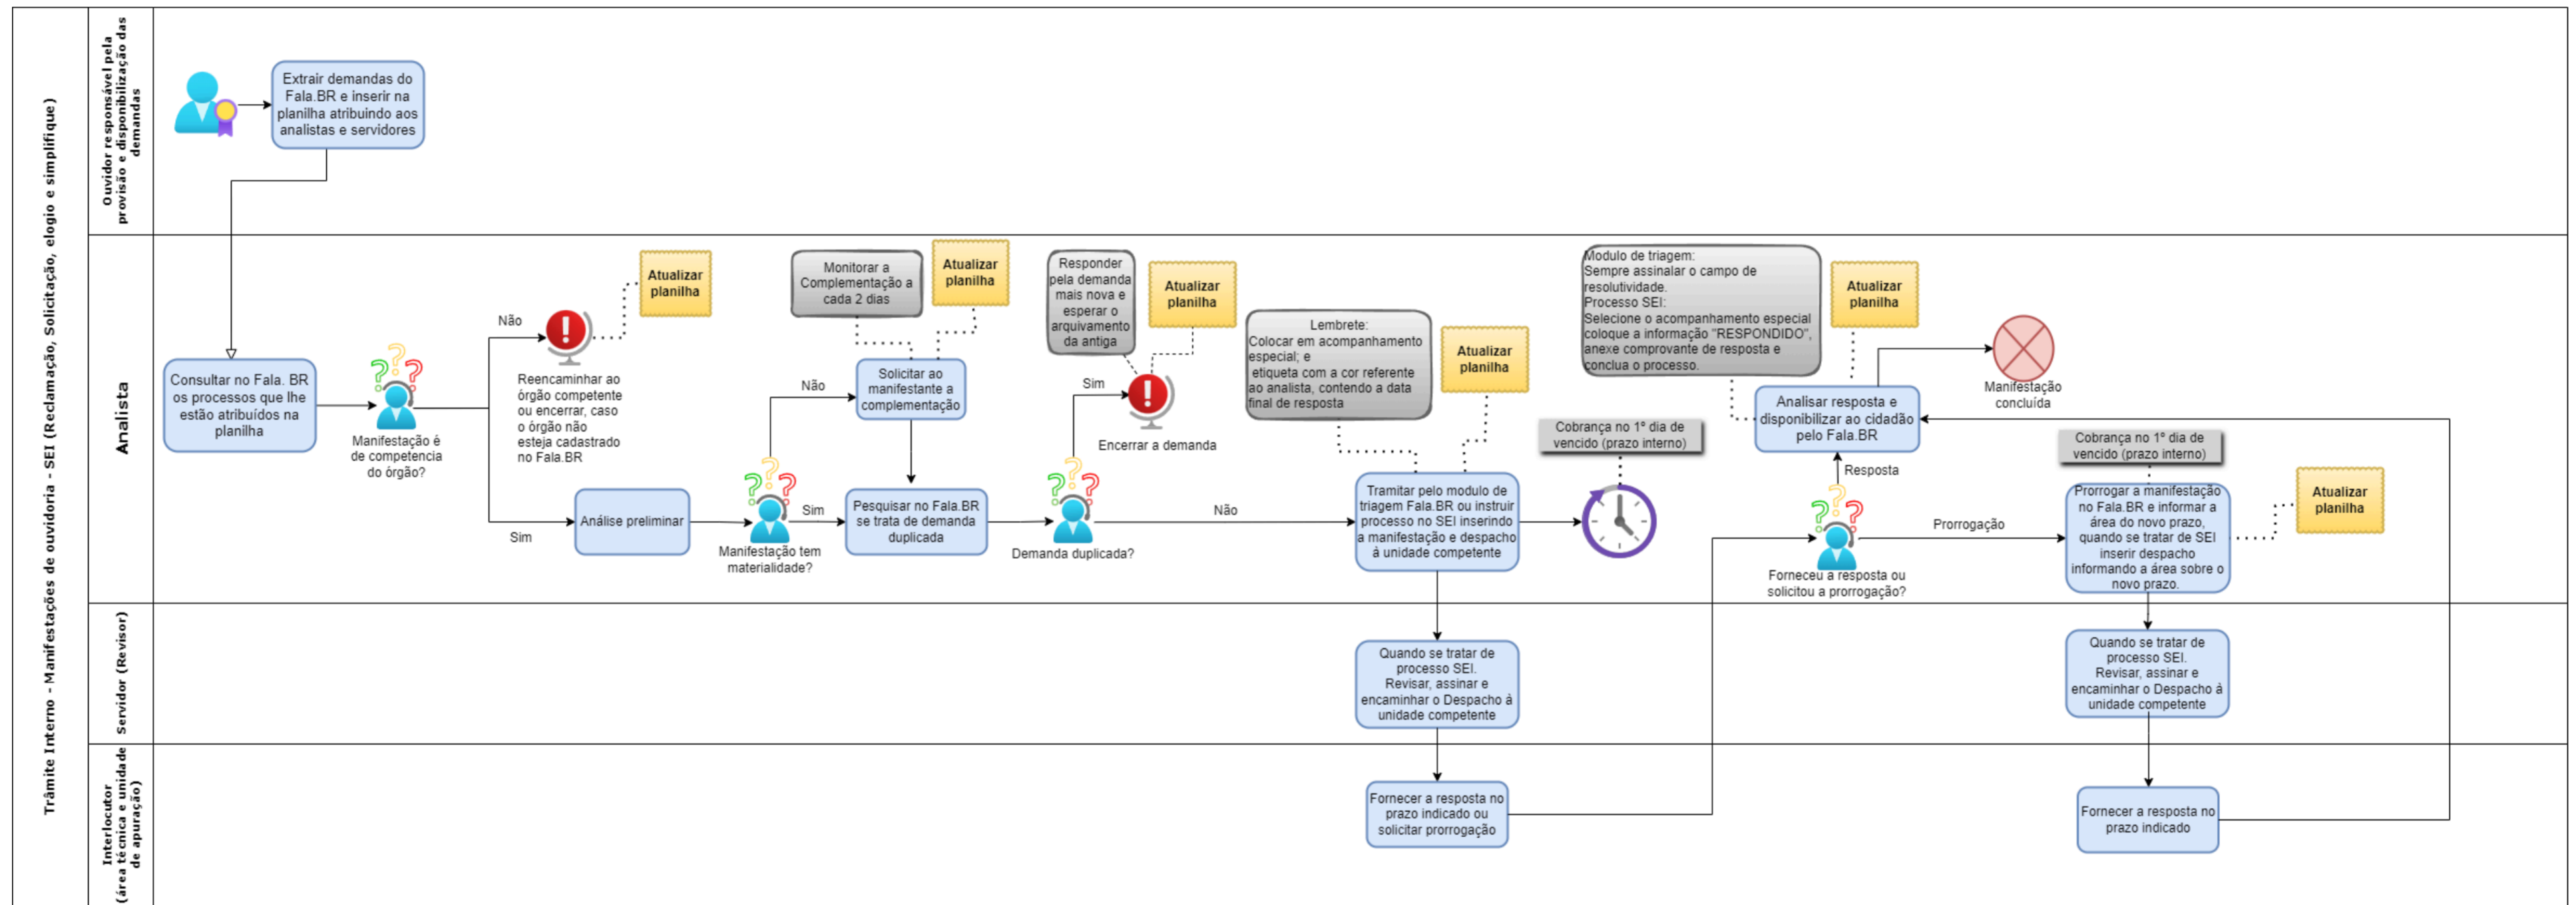 Trâmite Interno - Manifestações de ouvidoria - SEI (Reclamação, Solicitação, elogio e simplifique)
Ouvidor responsável pela
provisão e disponibilização das
demandas
Extrair demandas do
Fala.BR e inserir na
planilha atribuindo aos
analistas e servidores
Analista
Consultar no Fala. BR
os processos que lhe
estão atribuídos na
planilha
Manifestação é
de competencia
do órgão?
Não
Reencaminhar ao
órgão competente
ou encerrar, caso
o órgão não
esteja cadastrado
no Fala.BR
Atualizar
planilha
Sim
Análise preliminar
Manifestação tem
materialidade?
Não
Monitorar a
Complementação a
cada 2 dias
Atualizar
planilha
Solicitar ao
manifestante a
complementação
Sim
Pesquisar no Fala.BR
se trata de demanda
duplicada
Demanda duplicada?
Sim
Responder
pela demanda
mais nova e
esperar o
arquivamento
da antiga
Atualizar
planilha
Encerrar a demanda
Não
Lembrete:
Colocar em acompanhamento
especial; e
etiqueta com a cor referente
ao analista, contendo a data
final de resposta
Atualizar
planilha
Tramitar pelo modulo de
triagem Fala.BR ou instruir
processo no SEI inserindo
a manifestação e despacho
á unidade competente
Cobrança no 1º dia de
vencido (prazo interno)
Modulo de triagem:
Sempre assinalar o campo de
resolutividade.
Processo SEI:
Selecione o acompanhamento especial
coloque a informação "RESPONDIDO",
anexe comprovante de resposta e
conclua o processo.
Atualizar
planilha
Manifestação
concluída
Analisar resposta e
disponibilizar ao cidadão
pelo Fala.BR
Resposta
Forneceu a resposta ou
solicitou a prorrogação?
Prorrogação
Cobrança no 1º dia de
vencido (prazo interno)
Prorrogar a manifestação
no Fala.BR e informar a
área do novo prazo,
quando se tratar de SEI
inserir despacho
informando a área sobre o
novo prazo.
Atualizar
planilha
Servidor (Revisor)
Quando se tratar de
processo SEI.
Revisar, assinar e
encaminhar o Despacho à
unidade competente
Quando se tratar de
processo SEI.
Revisar, assinar e
encaminhar o Despacho à
unidade competente
Interlocutor
(área técnica e unidade
de apuração)
Fornecer a resposta no
prazo indicado ou
solicitar prorrogação
Fornecer a resposta no
prazo indicado